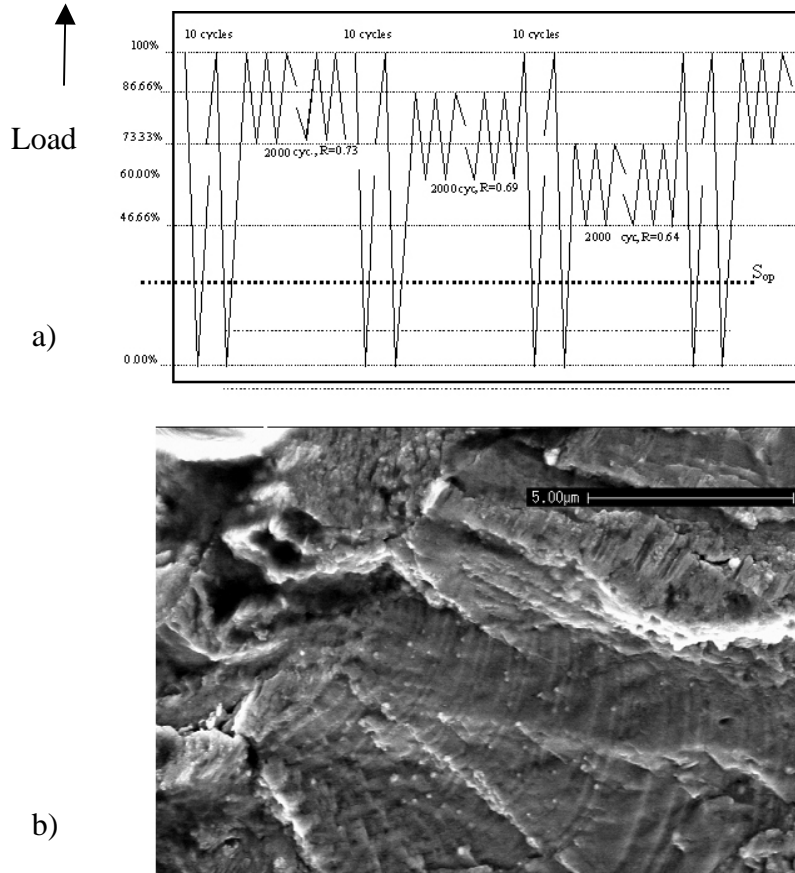 10 cycles 10 cycles 10 cycles
100%
86.66%
Load
73.33%
2000 cyc., R=0.73
60.00%
2000 cyc, R=0.69
46.66%
2000 cyc, R=0.64
Sop
a)
0.00%
5.00µm
b)